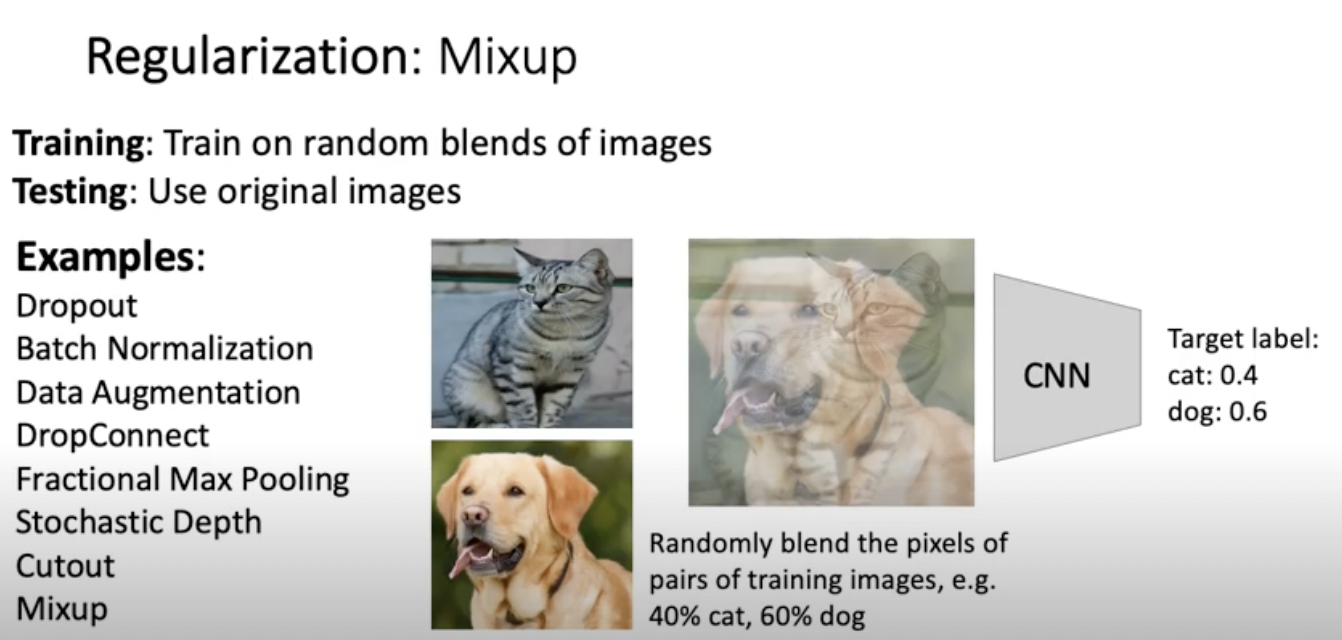 Regularization: Mixup
Training: Train on random blends of images
Testing: Use original images
Examples:
Dropout
Batch Normalization
Data Augmentation
DropConnect
Fractional Max Pooling
Stochastic Depth
Cutout
Mixup
Randomly blend the pixels of
pairs of training images, e.g.
40% cat, 60% dog
CNN
Target label:
cat: 0.4
dog: 0.6